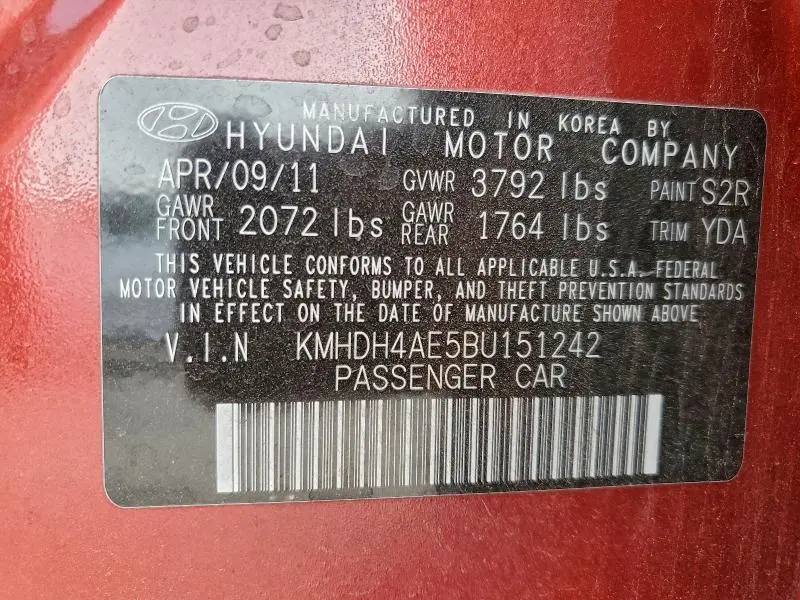 MANUFACTURED IN KOREA BY
HYUNDAI MOTOR COMPANY
APR/09/11 GVWR 3792 lbs PAINT S2R
GAWR FRONT 2072 lbs GAWR REAR 1764 lbs TRIM YDA
THIS VEHICLE CONFORMS TO ALL APPLICABLE U.S.A. FEDERAL
MOTOR VEHICLE SAFETY, BUMPER, AND THEFT PREVENTION STANDARDS
IN EFFECT ON THE DATE OF MANUFACTURE SHOWN ABOVE
V.I.N KMHDH4AE5BU151242
PASSENGER CAR